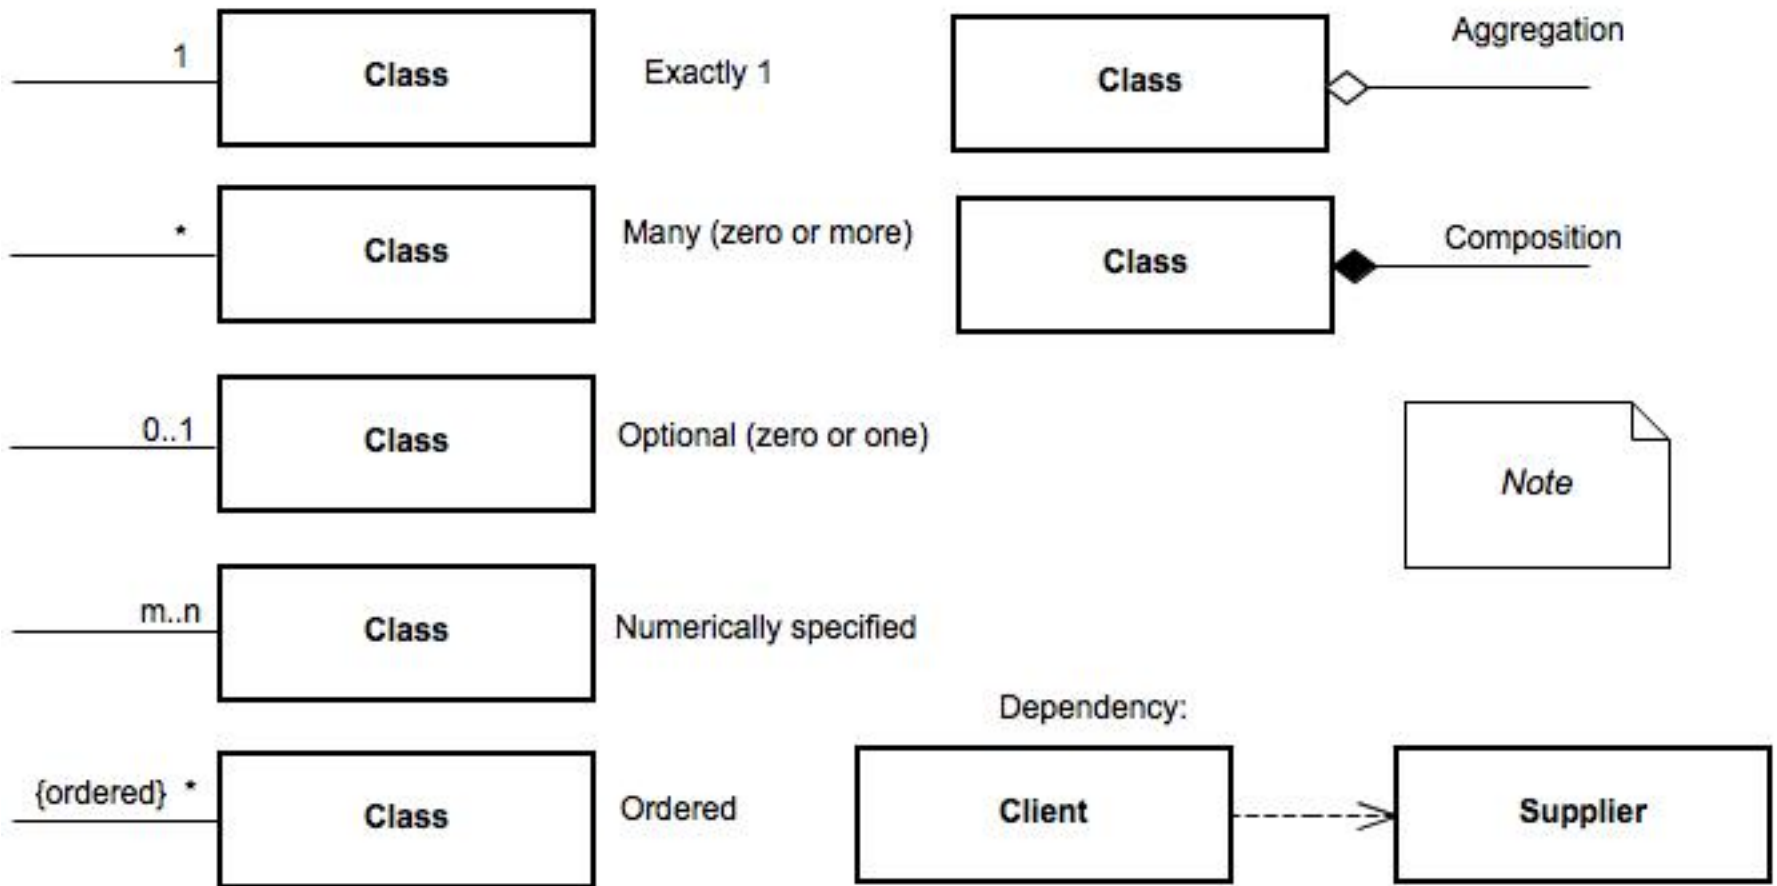 1
Class
Exactly 1
*
Class
Many (zero or more)
0..1
Class
Optional (zero or one)
m..n
Class
Numerically specified
{ordered} *
Class
Ordered
Aggregation
Class
Composition
Class
Note
Dependency:
Client
Supplier